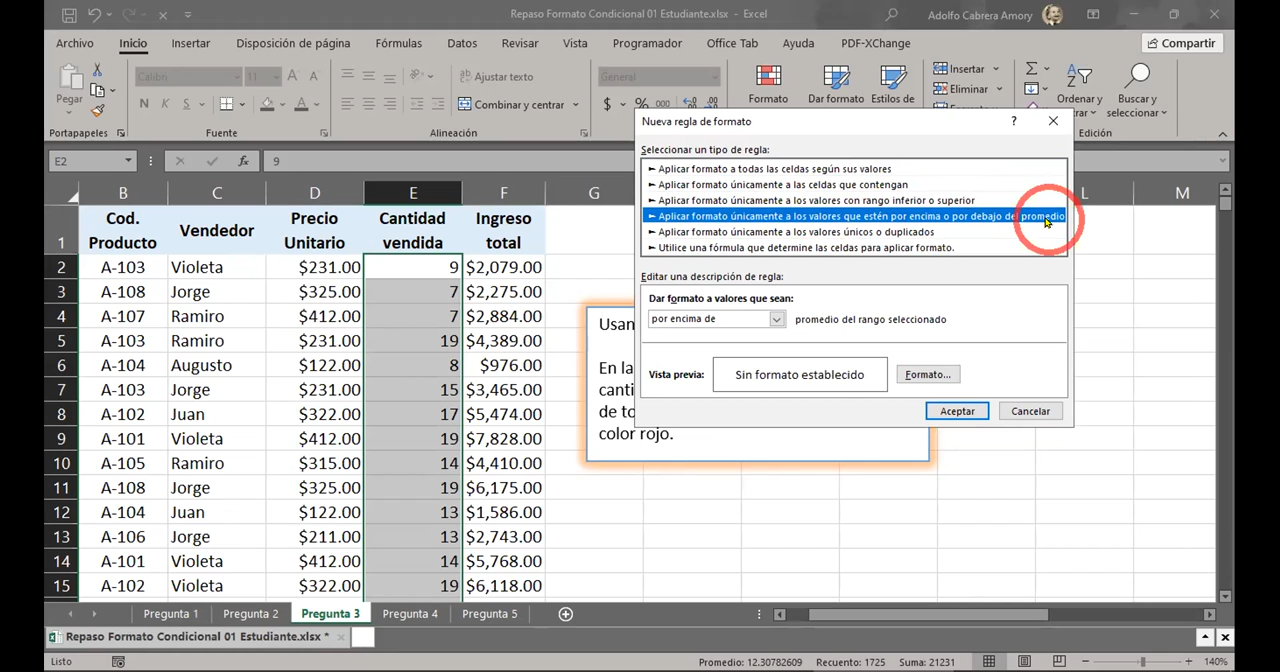 Repaso Formato Condicional 01 Estudiante.xlsx - Excel
Adolfo Cabrera Amory
Archivo Inicio Insertar Disposición de página Fórmulas Datos Revisar Vista Programador Office Tab Ayuda PDF-XChange
Compartir
Pegar
Calibri 11
N K S
Ajustar texto
Combinar y centrar
General
$ % 000
Formato
Dar formato
Estilos de
Insertar
Eliminar
Ordenar y
Buscar y
seleccionar
Portapapeles Fuente Alineación Edición
E2
fx
9
Nueva regla de formato
?
Seleccionar un tipo de regla:
► Aplicar formato a todas las celdas según sus valores
► Aplicar formato únicamente a las celdas que contengan
► Aplicar formato únicamente a los valores con rango inferior o superior
► Aplicar formato únicamente a los valores que estén por encima o por debajo del promedio
► Aplicar formato únicamente a los valores únicos o duplicados
► Utilice una fórmula que determine las celdas para aplicar formato.
Editar una descripción de regla:
Dar formato a valores que sean:
por encima de promedio del rango seleccionado
Vista previa: Sin formato establecido Formato...
Aceptar Cancelar
B C D E F G L M
1 Cod. Producto Vendedor Precio Unitario Cantidad vendida Ingreso total
2 A-103 Violeta $231.00 9 $2,079.00
3 A-108 Jorge $325.00 7 $2,275.00
4 A-107 Ramiro $412.00 7 $2,884.00
5 A-103 Ramiro $231.00 19 $4,389.00
6 A-104 Augusto $122.00 8 $976.00
7 A-103 Jorge $231.00 15 $3,465.00
8 A-102 Juan $322.00 17 $5,474.00
9 A-101 Violeta $412.00 19 $7,828.00
10 A-105 Ramiro $315.00 14 $4,410.00
11 A-108 Jorge $325.00 19 $6,175.00
12 A-104 Juan $122.00 13 $1,586.00
13 A-106 Jorge $211.00 13 $2,743.00
14 A-101 Violeta $412.00 14 $5,768.00
15 A-102 Violeta $322.00 19 $6,118.00
En la
de to
color rojo.
Pregunta 1 Pregunta 2 Pregunta 3 Pregunta 4 Pregunta 5
Repaso Formato Condicional 01 Estudiante.xlsx *
Listo
Promedio: 12.30782609 Recuento: 1725 Suma: 21231
140%